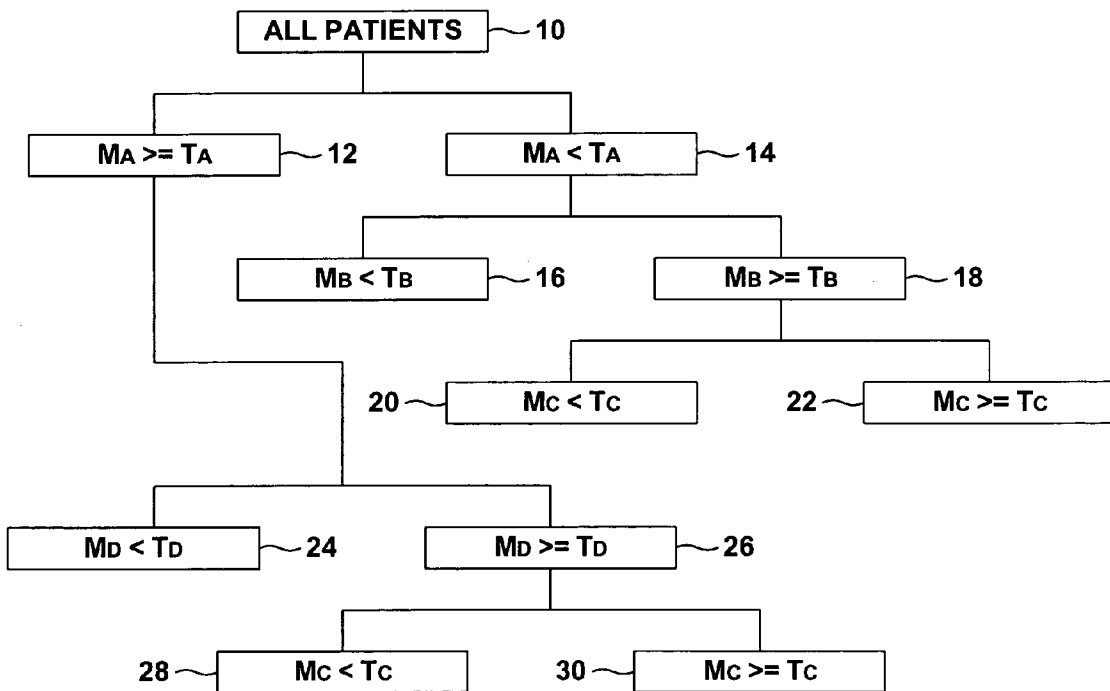 ALL PATIENTS 10
MA >= TA 12
MA < TA 14
MB < TB 16
MB >= TB 18
20 MC < TC
22 MC >= TC
MD < TD 24
MD >= TD 26
28 MC < TC
30 MC >= TC